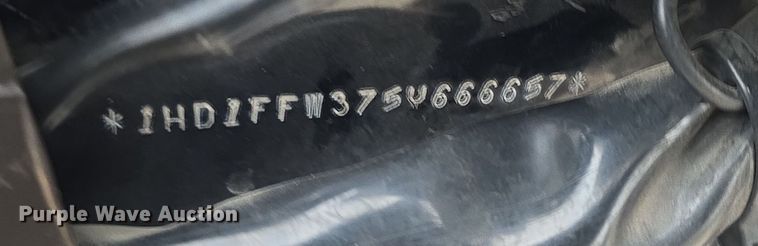 *1HD1FFW375Y666657*
Purple Wave Auction